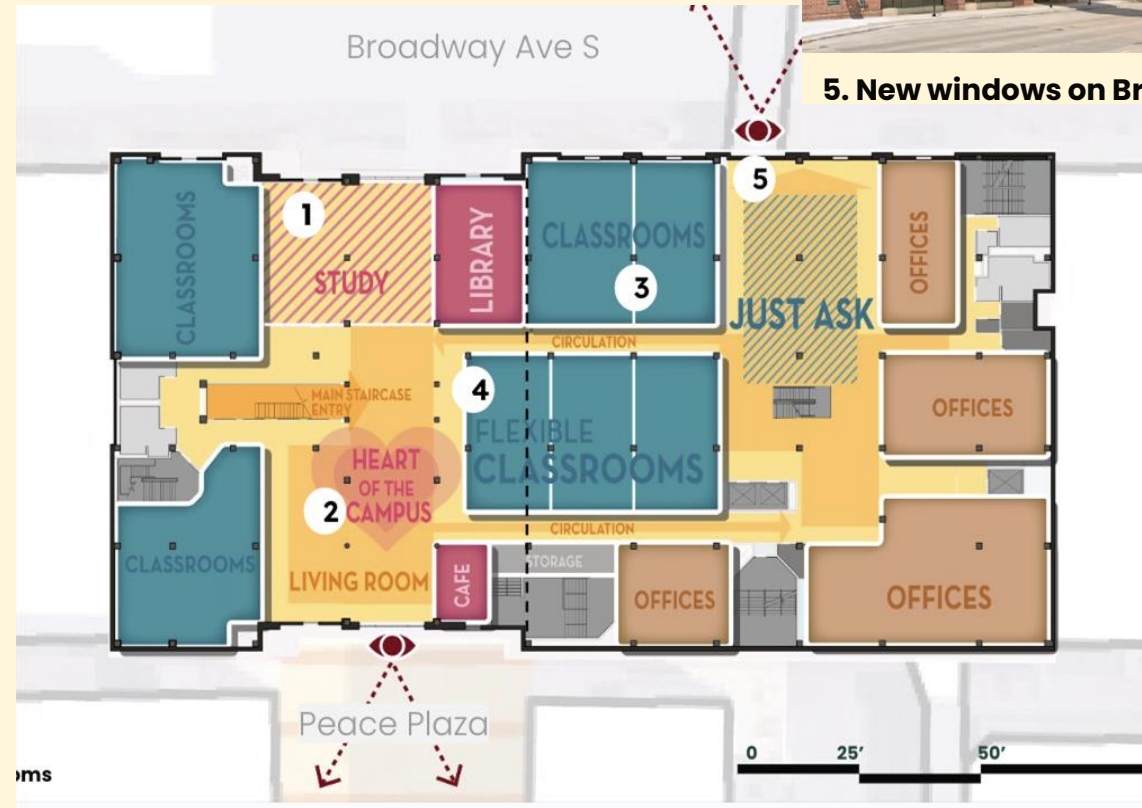 Broadway Ave S
5. New windows on Br
CLASSROOMS
1
STUDY
LIBRARY
CLASSROOMS
3
5
JUST ASK
OFFICES
CIRCULATION
MAIN STAIRCASE
ENTRY
4
FLEXIBLE
CLASSROOMS
OFFICES
HEART
OF THE
2 CAMPUS
LIVING ROOM
CLASSROOMS
CIRCULATION
CAFE
STORAGE
OFFICES
OFFICES
Peace Plaza
0 25' 50'
oms